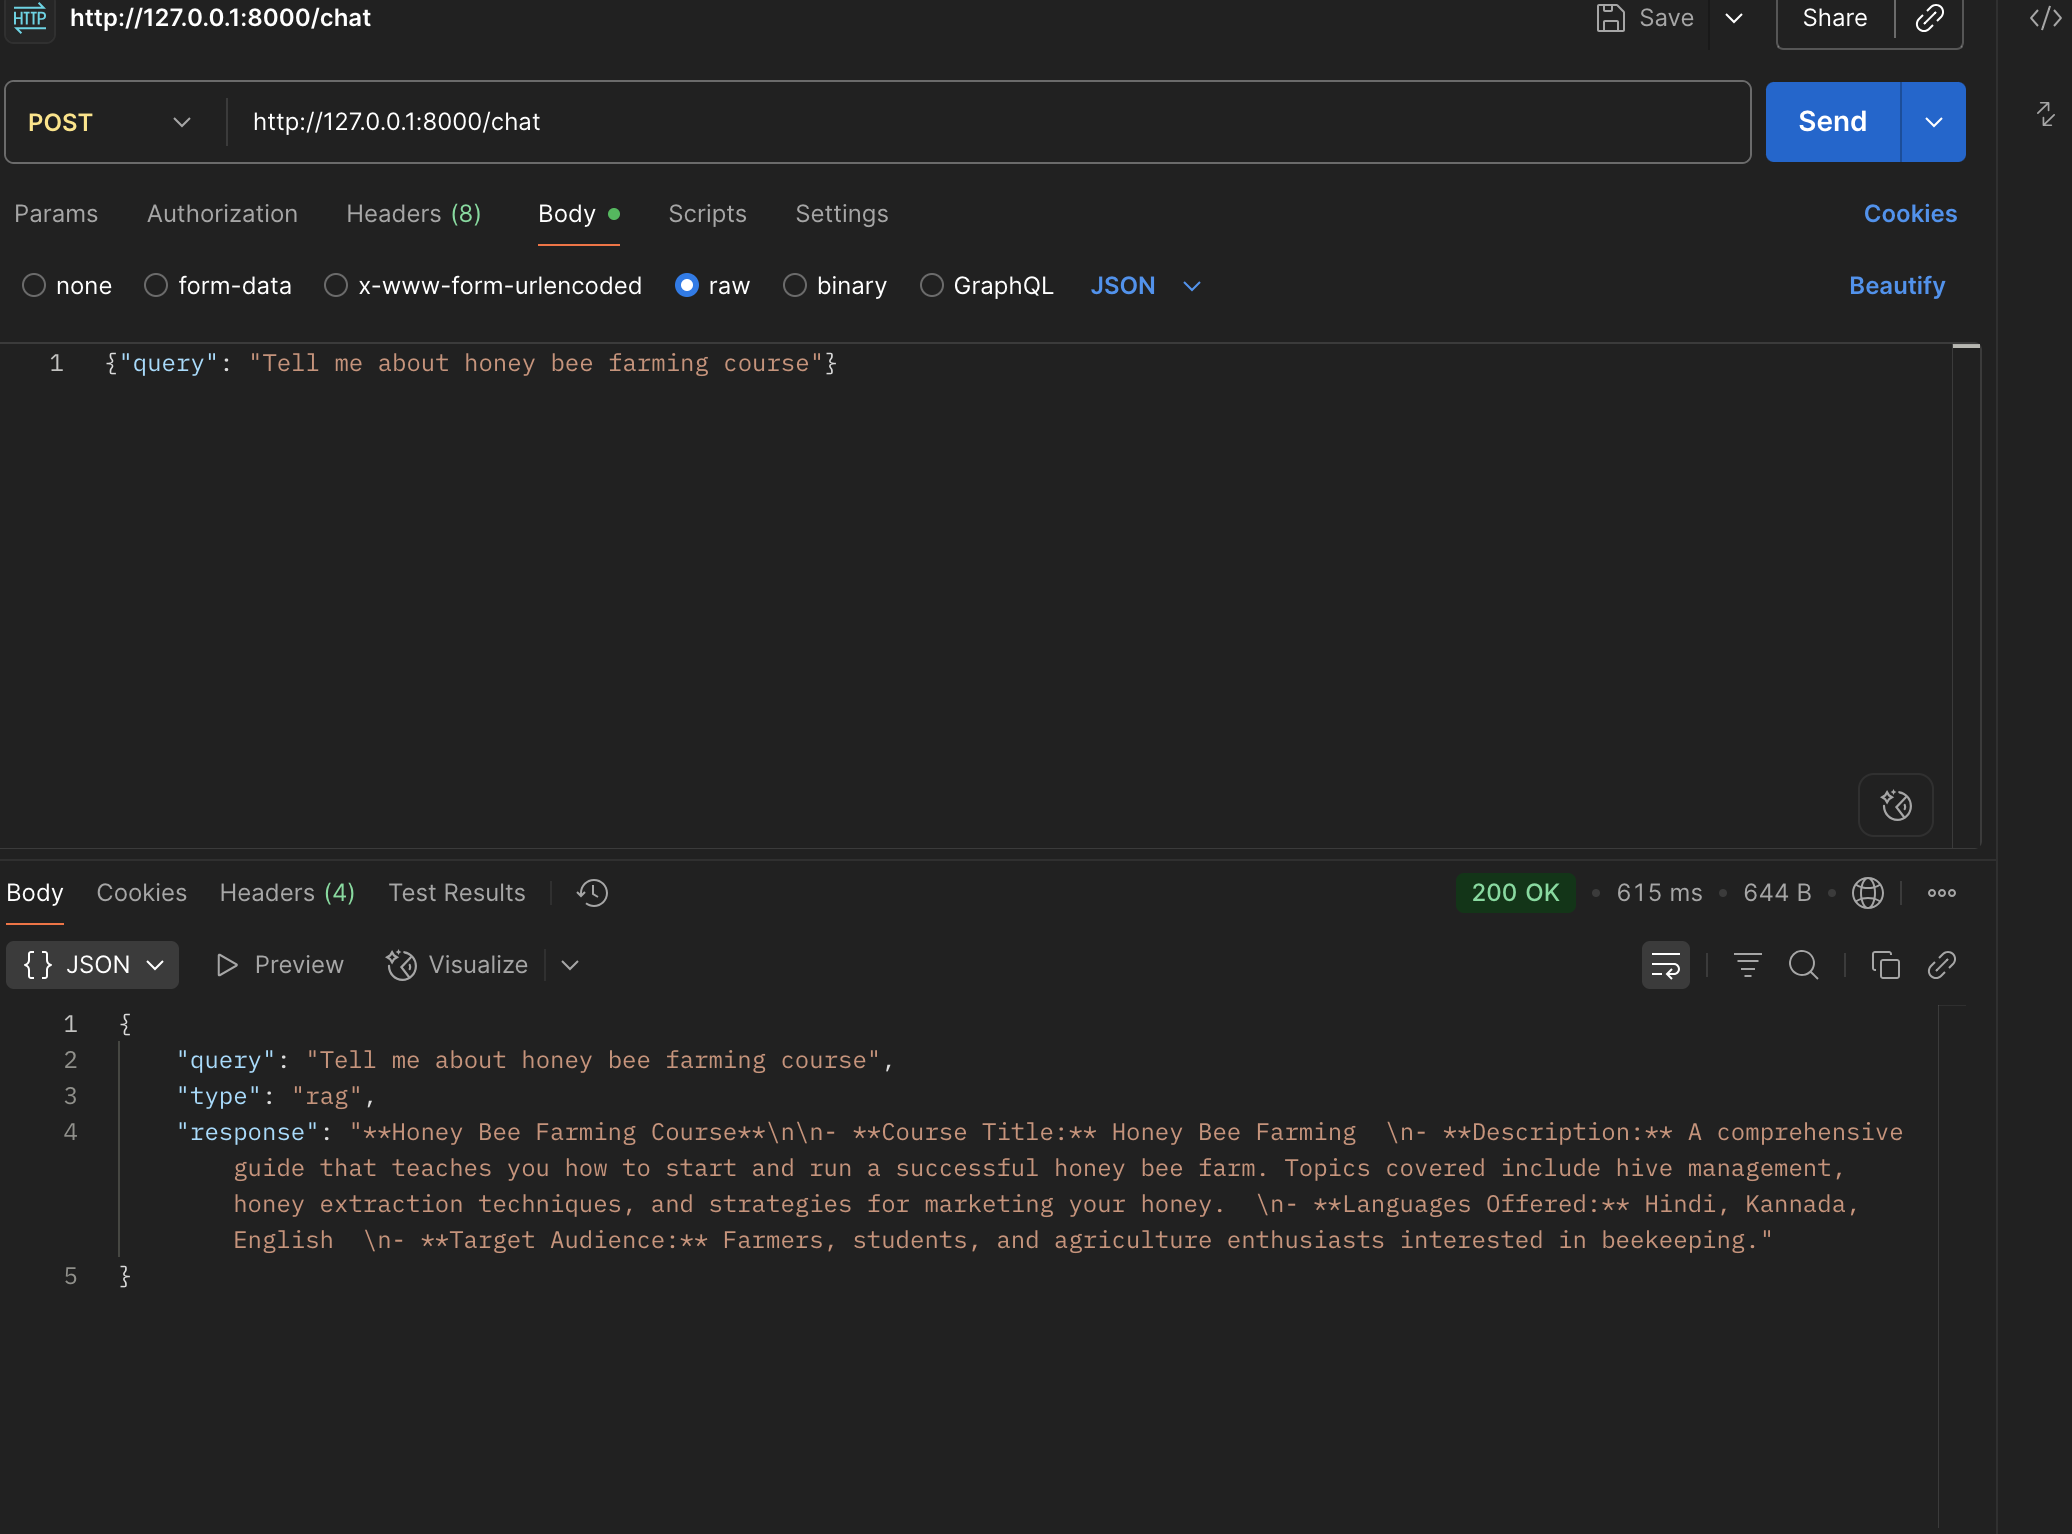 HTTP http://127.0.0.1:8000/chat Save Share
POST http://127.0.0.1:8000/chat Send
Params Authorization Headers (8) Body Scripts Settings Cookies
none form-data x-www-form-urlencoded raw binary GraphQL JSON Beautify
1 {"query": "Tell me about honey bee farming course"}
Body Cookies Headers (4) Test Results 200 OK • 615 ms • 644 B •
{} JSON Preview Visualize
1 {
2 "query": "Tell me about honey bee farming course",
3 "type": "rag",
4 "response": "**Honey Bee Farming Course**\n\n- **Course Title:** Honey Bee Farming  \n- **Description:** A comprehensive
guide that teaches you how to start and run a successful honey bee farm. Topics covered include hive management,
honey extraction techniques, and strategies for marketing your honey.  \n- **Languages Offered:** Hindi, Kannada,
English  \n- **Target Audience:** Farmers, students, and agriculture enthusiasts interested in beekeeping."
5 }